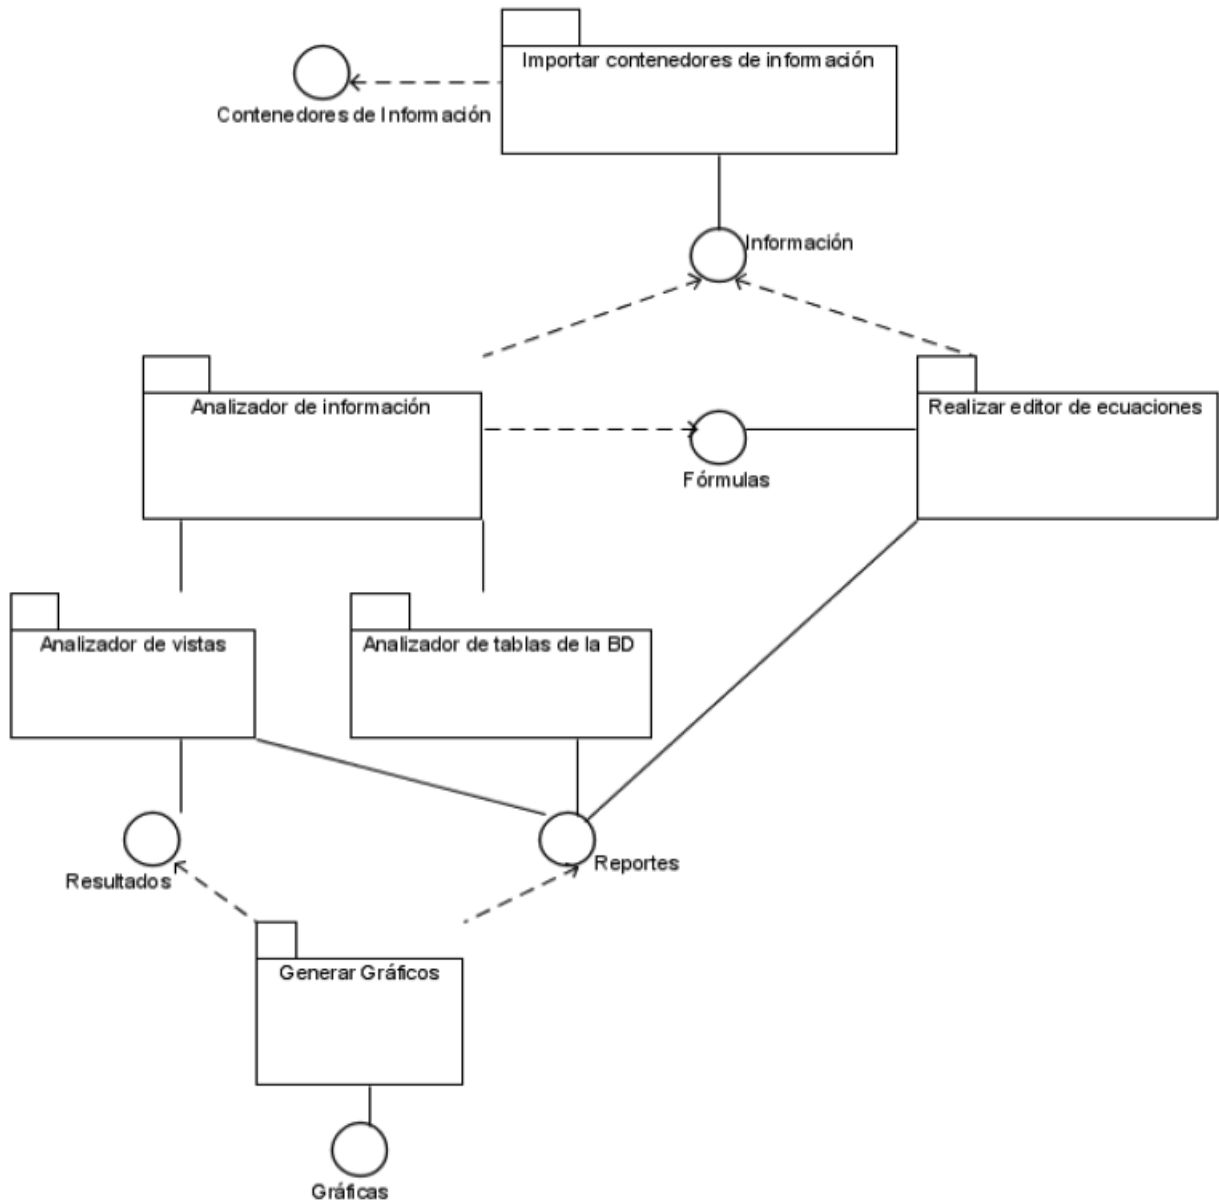 Importar contenedores de información
Contenedores de Información
Información
Analizador de información
Realizar editor de ecuaciones
Fórmulas
Analizador de vistas
Analizador de tablas de la BD
Reportes
Resultados
Generar Gráficos
Gráficas